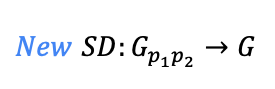 New SD: G_{p_1 p_2} → G